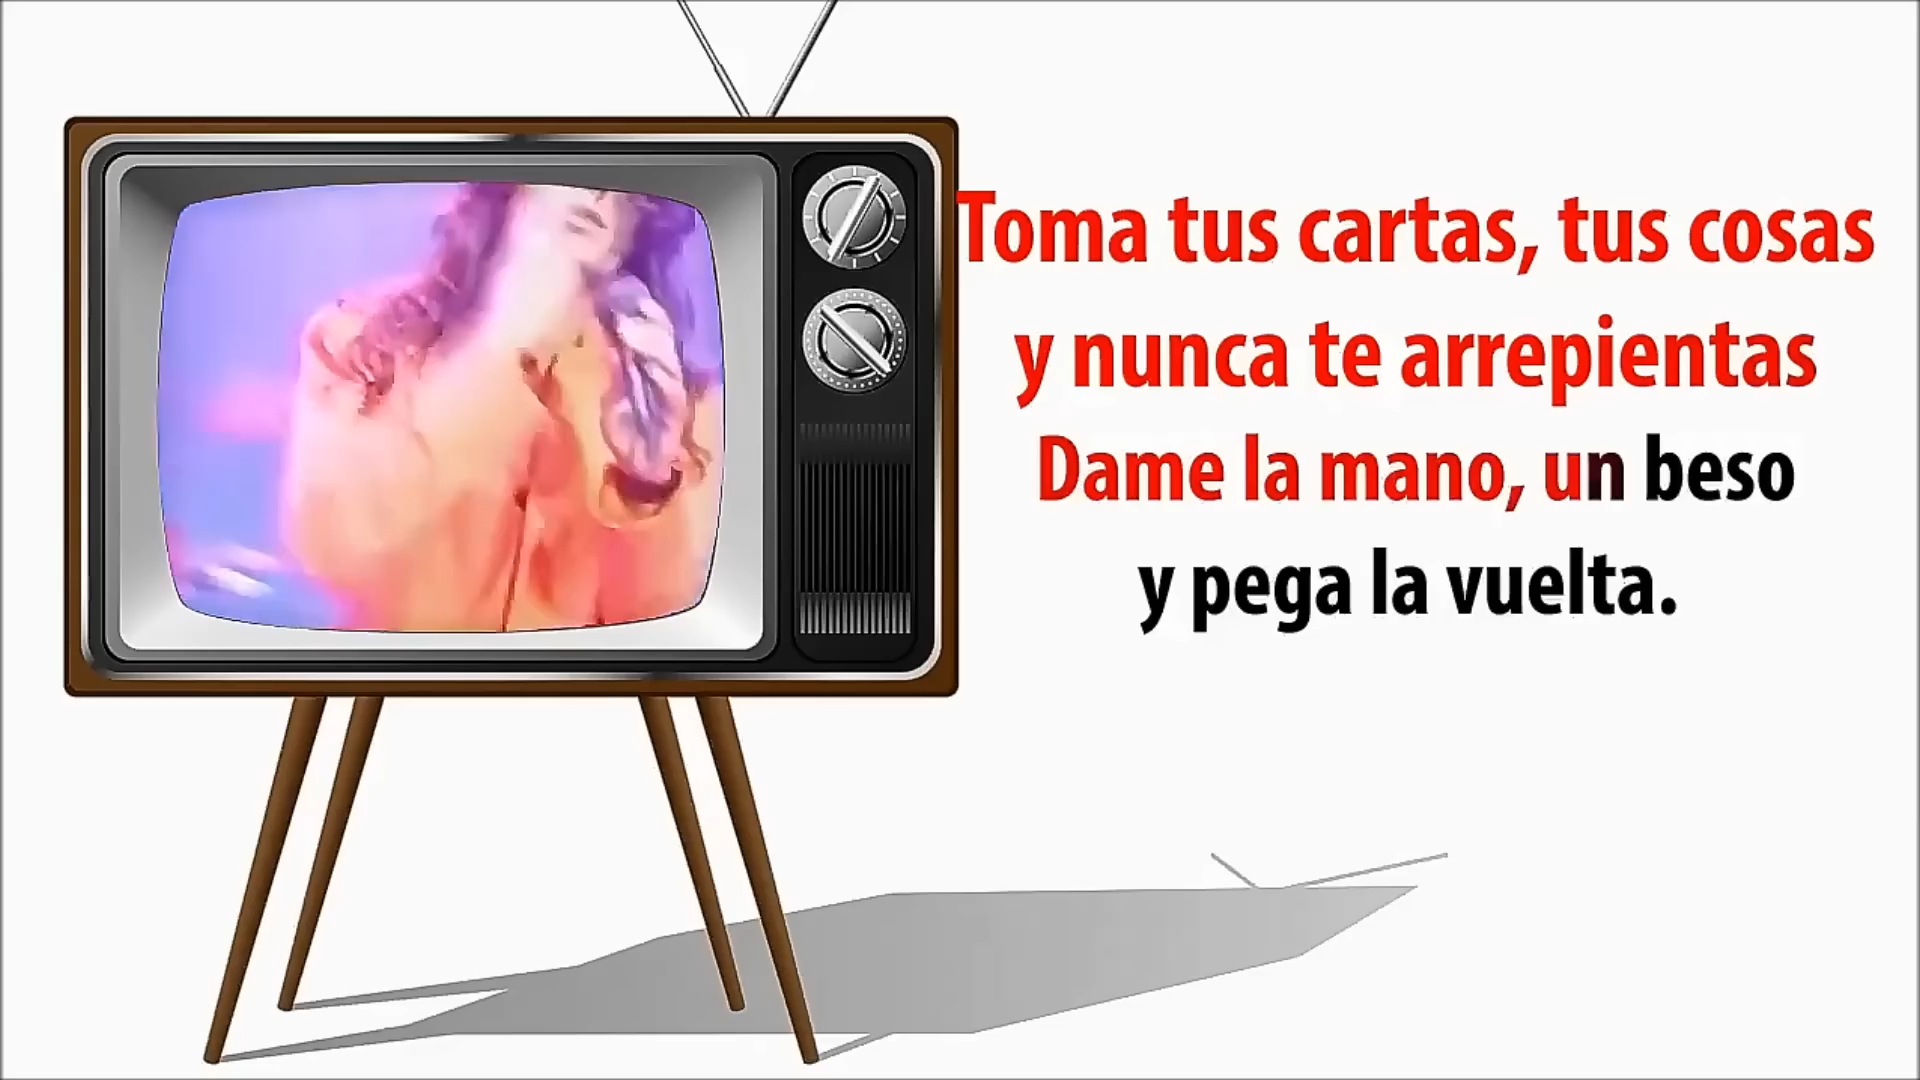 Toma tus cartas, tus cosas
y nunca te arrepientas
Dame la mano, un beso
y pega la vuelta.